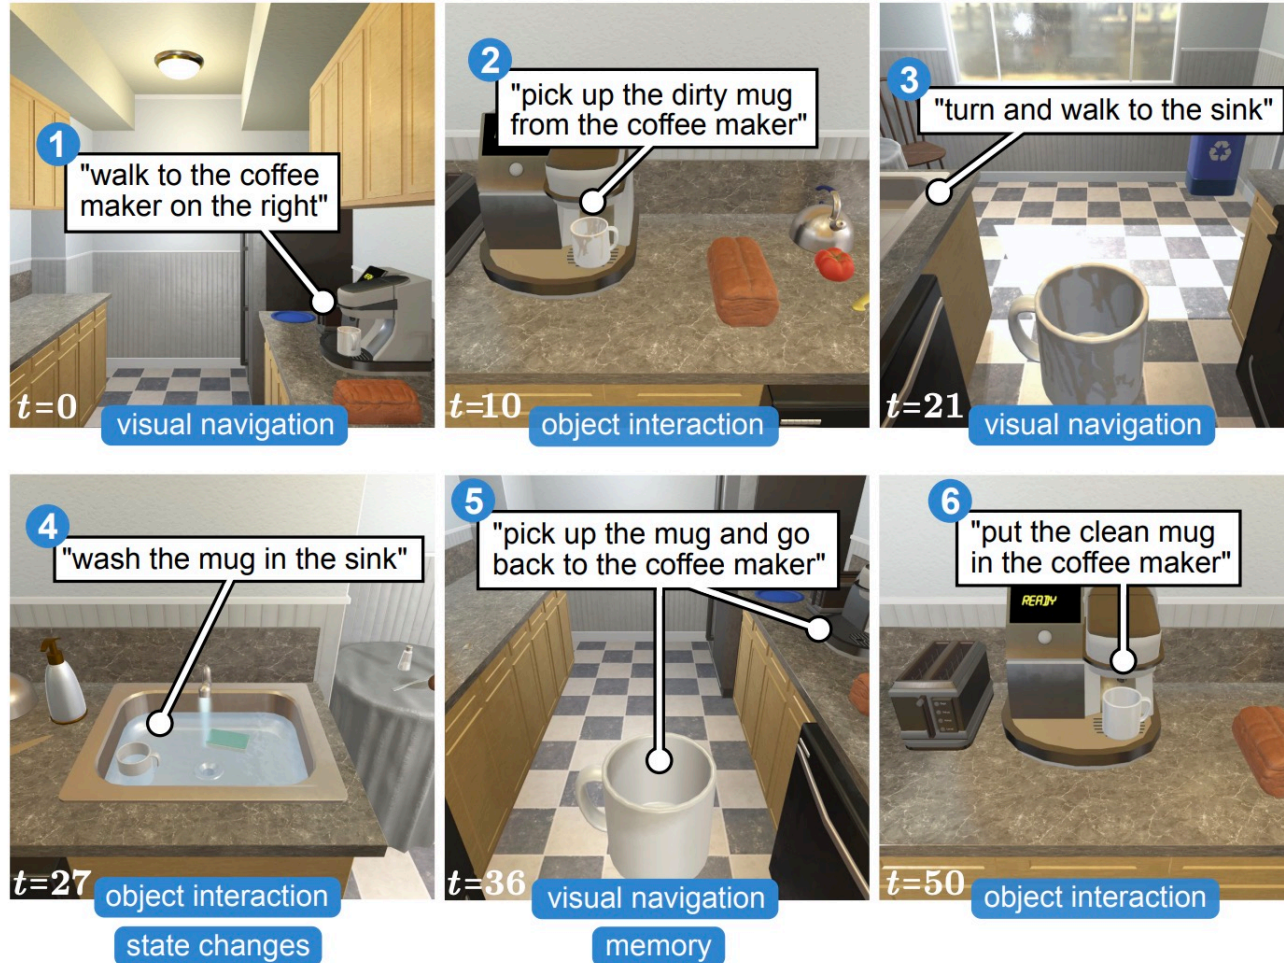 1
"walk to the coffee
maker on the right"
t=0
visual navigation
2
"pick up the dirty mug
from the coffee maker"
t=10
object interaction
3
"turn and walk to the sink"
t=21
visual navigation
4
"wash the mug in the sink"
t=27
object interaction
state changes
5
"pick up the mug and go
back to the coffee maker"
t=36
visual navigation
memory
6
"put the clean mug
in the coffee maker"
READY
t=50
object interaction